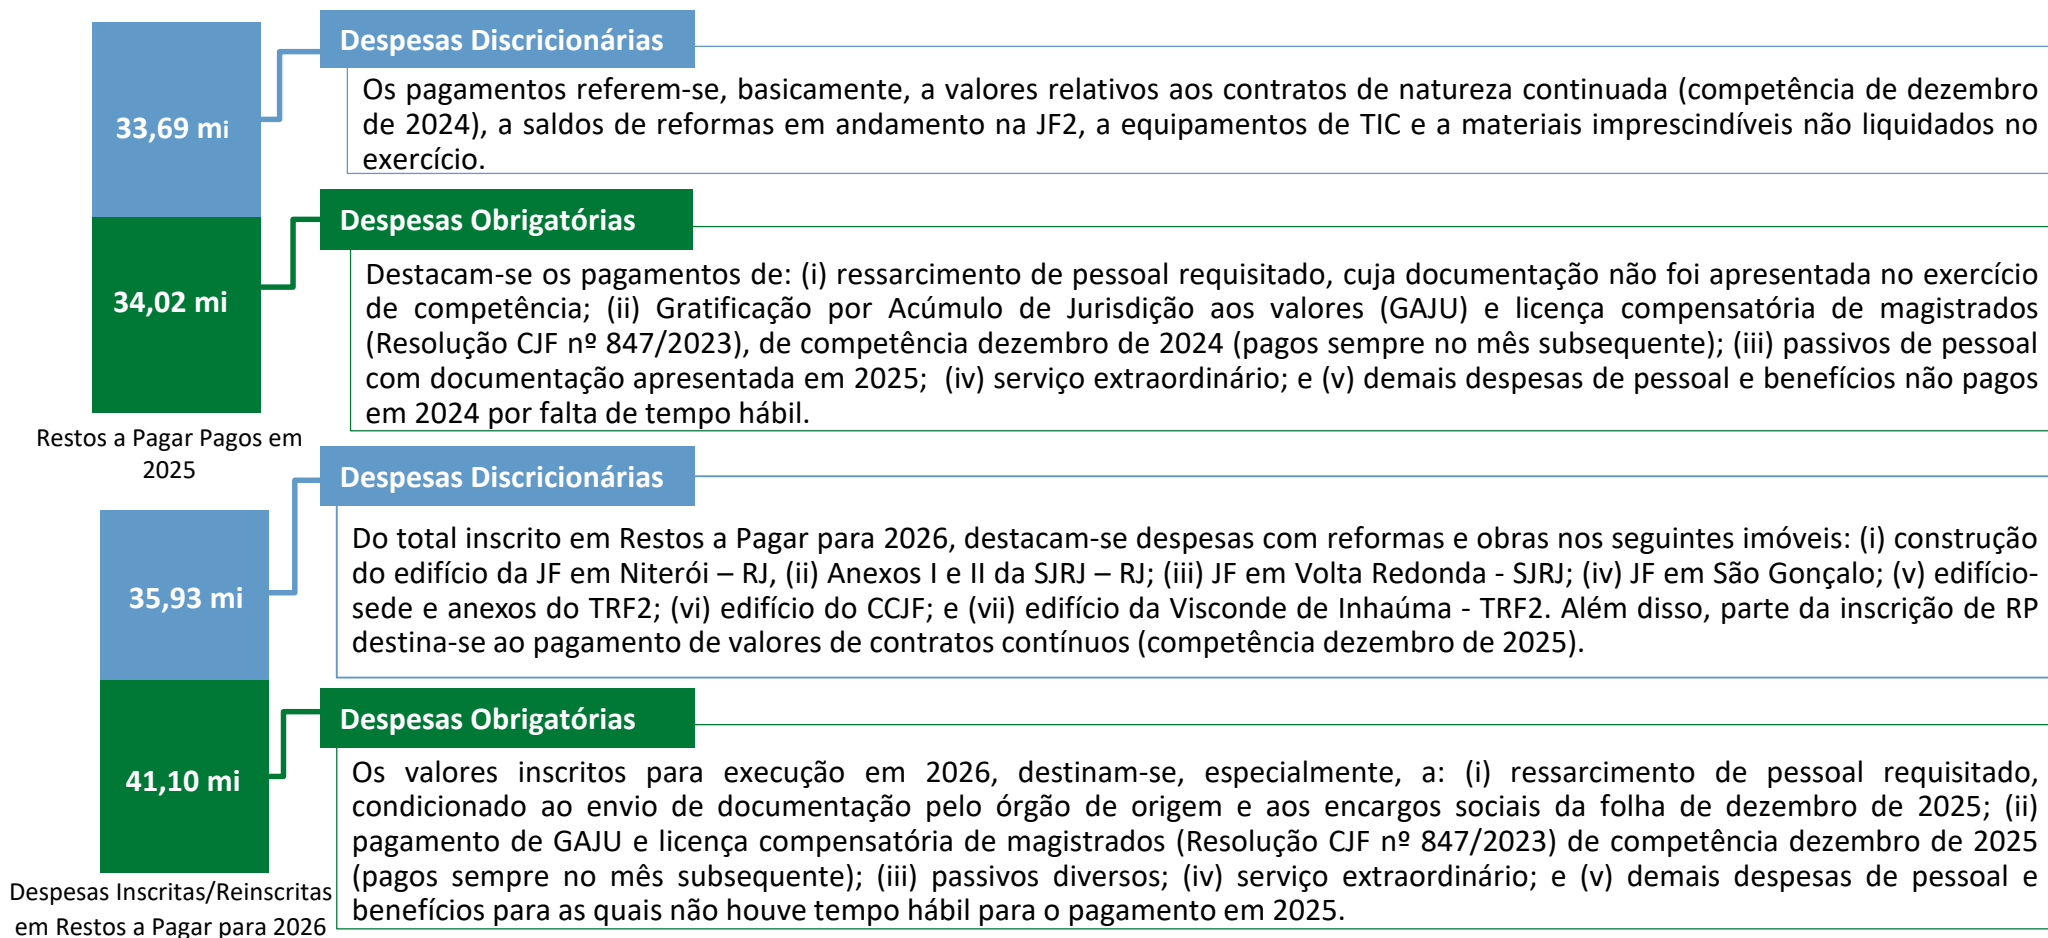 Despesas Discricionárias
33,69 mi
Os pagamentos referem-se, basicamente, a valores relativos aos contratos de natureza continuada (competência de dezembro
de 2024), a saldos de reformas em andamento na JF2, a equipamentos de TIC e a materiais imprescindíveis não liquidados no
exercício.
Despesas Obrigatórias
34,02 mi
Destacam-se os pagamentos de: (i) ressarcimento de pessoal requisitado, cuja documentação não foi apresentada no exercício
de competência; (ii) Gratificação por Acúmulo de Jurisdição aos valores (GAJU) e licença compensatória de magistrados
(Resolução CJF nº 847/2023), de competência dezembro de 2024 (pagos sempre no mês subsequente); (iii) passivos de pessoal
com documentação apresentada em 2025; (iv) serviço extraordinário; e (v) demais despesas de pessoal e benefícios não pagos
em 2024 por falta de tempo hábil.
Restos a Pagar Pagos em
2025
Despesas Discricionárias
35,93 mi
Do total inscrito em Restos a Pagar para 2026, destacam-se despesas com reformas e obras nos seguintes imóveis: (i) construção
do edifício da JF em Niterói – RJ, (ii) Anexos I e II da SJRJ – RJ; (iii) JF em Volta Redonda - SJRJ; (iv) JF em São Gonçalo; (v) edifício-
sede e anexos do TRF2; (vi) edifício do CCJF; e (vii) edifício da Visconde de Inhaúma - TRF2. Além disso, parte da inscrição de RP
destina-se ao pagamento de valores de contratos contínuos (competência dezembro de 2025).
Despesas Obrigatórias
41,10 mi
Os valores inscritos para execução em 2026, destinam-se, especialmente, a: (i) ressarcimento de pessoal requisitado,
condicionado ao envio de documentação pelo órgão de origem e aos encargos sociais da folha de dezembro de 2025; (ii)
pagamento de GAJU e licença compensatória de magistrados (Resolução CJF nº 847/2023) de competência dezembro de 2025
(pagos sempre no mês subsequente); (iii) passivos diversos; (iv) serviço extraordinário; e (v) demais despesas de pessoal e
benefícios para as quais não houve tempo hábil para o pagamento em 2025.
Despesas Inscritas/Reinscritas
em Restos a Pagar para 2026